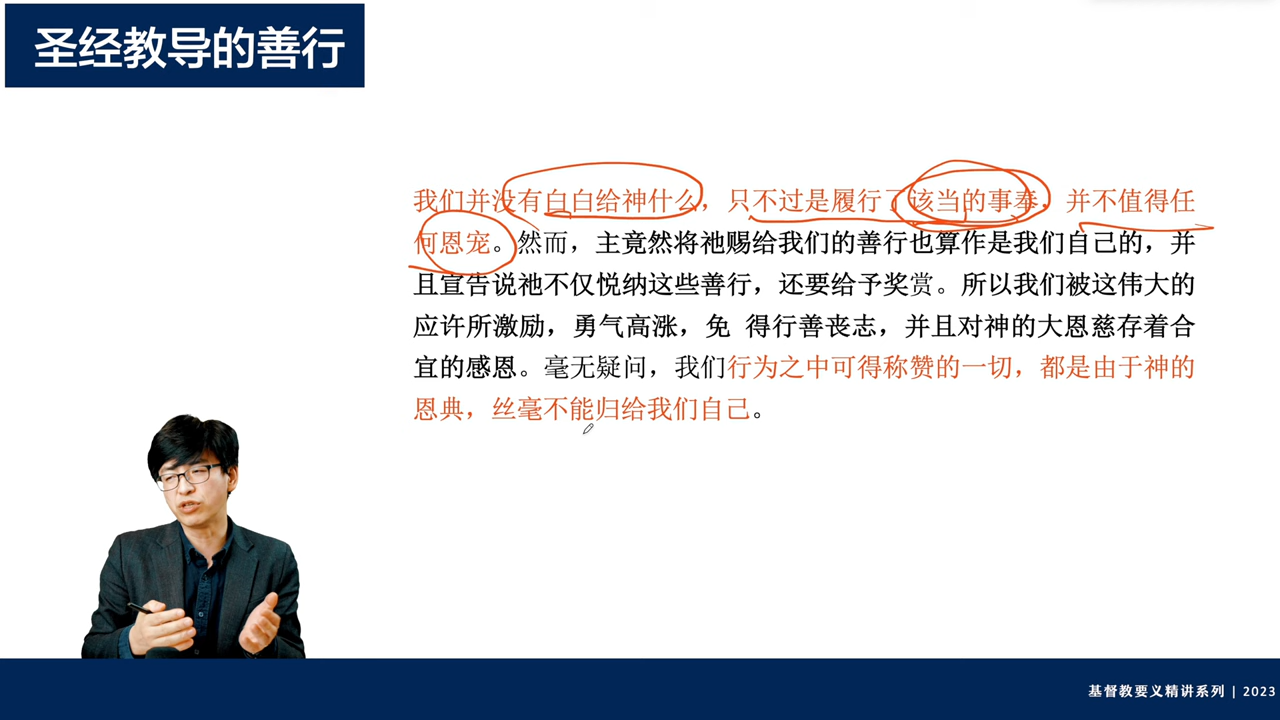 圣经教导的善行
我们并没有白白给神什么，只不过是履行了该当的事奉，并不值得任
何恩宠。然而，主竟然将祂赐给我们的善行也算作是我们自己的，并
且宣告说祂不仅悦纳这些善行，还要给予奖赏。所以我们被这伟大的
应许所激励，勇气高涨，免 得行善丧志，并且对神的大恩慈存着合
宜的感恩。毫无疑问，我们行为之中可得称赞的一切，都是由于神的
恩典，丝毫不能归给我们自己。
基督教要义精讲系列 | 2023